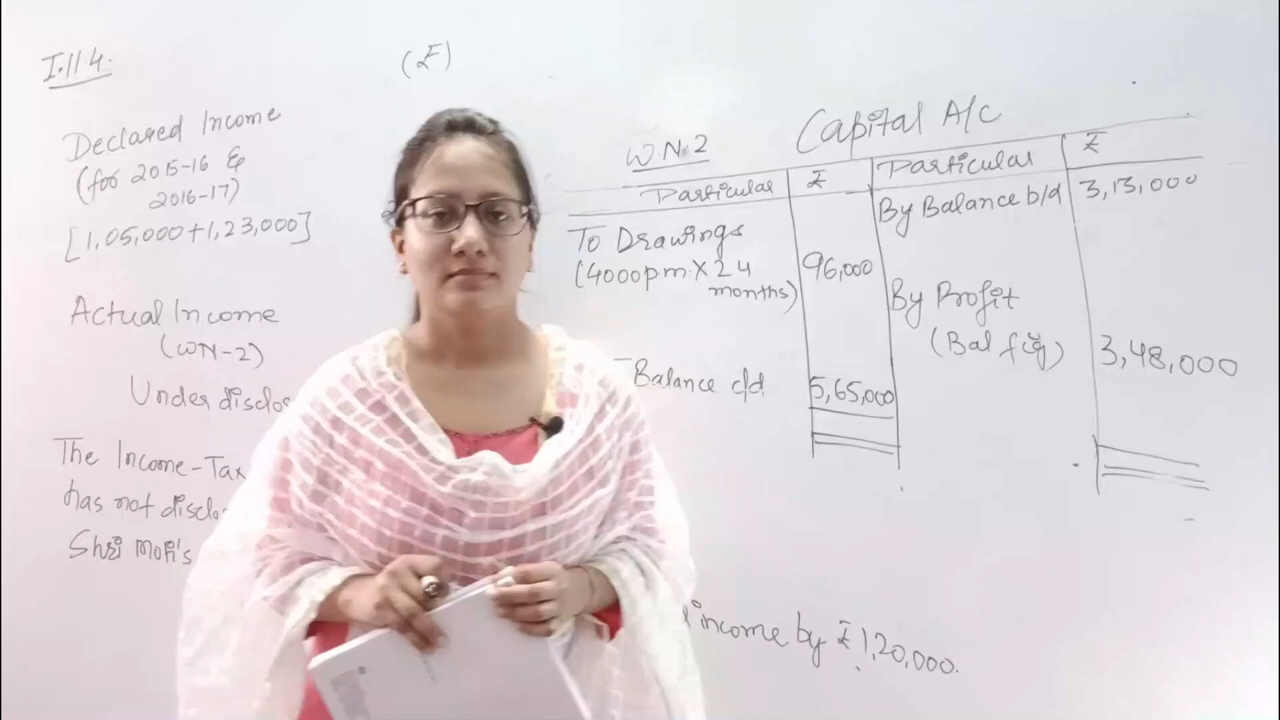 Ill 4.
(₹)
Declared Income
(for 2015-16 &
2016-17)
[1,05,000+1,23,000]
Actual Income
(WN-2)
Under
The Income-Tax
has not
Shri Moti's
W.N.2
Capital A/c
Particular ₹ Particular ₹
By Balance b/d 3,13,000
To Drawings
(4000pm × 24 96,000
months)
By Profit
(Bal fig) 3,48,000
Balance c/d 5,65,000
income by ₹ 1,20,000.